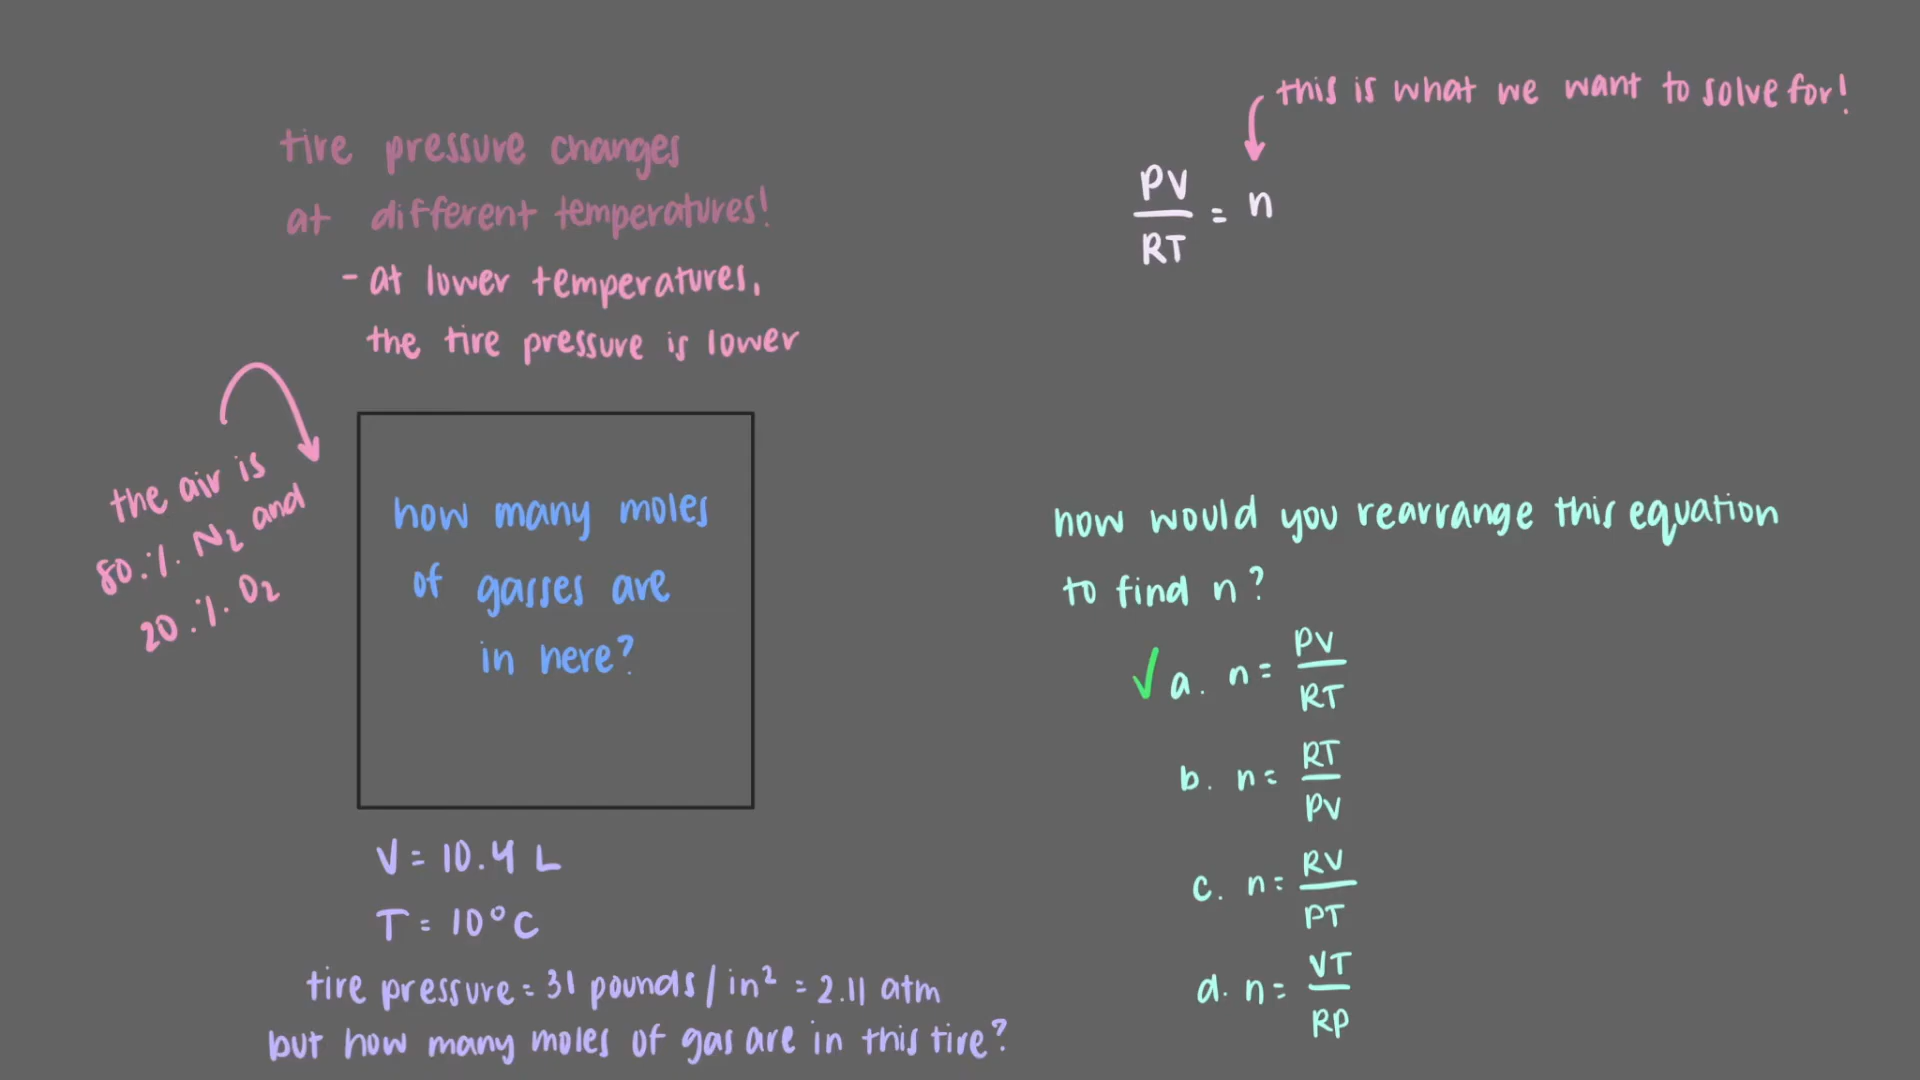 tire pressure changes
at different temperatures!
- at lower temperatures,
the tire pressure is lower
the air is
80% N₂ and
20% O₂
how many moles
of gasses are
in here?
V = 10.4 L
T = 10°C
tire pressure = 31 pounds/in² = 2.11 atm
but how many moles of gas are in this tire?
this is what we want to solve for!
PV/RT = n
how would you rearrange this equation
to find n?
✓ a. n = PV/RT
b. n = RT/PV
c. n = RV/PT
d. n = VT/RP